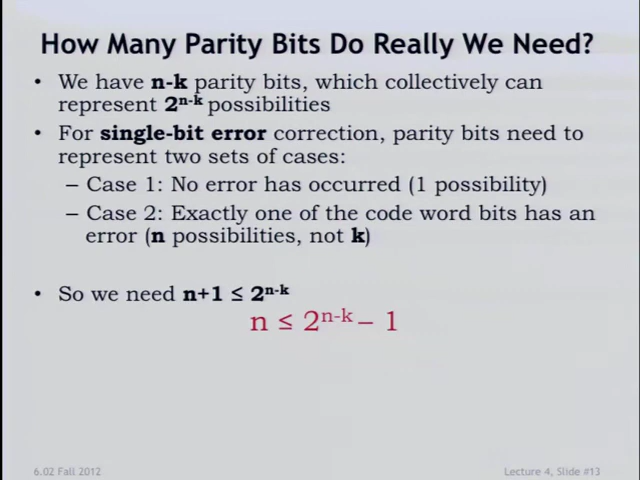 How Many Parity Bits Do Really We Need?
• We have n-k parity bits, which collectively can
represent 2ⁿ⁻ᵏ possibilities
• For single-bit error correction, parity bits need to
represent two sets of cases:
– Case 1: No error has occurred (1 possibility)
– Case 2: Exactly one of the code word bits has an
error (n possibilities, not k)
• So we need n+1 ≤ 2ⁿ⁻ᵏ
n ≤ 2ⁿ⁻ᵏ – 1
6.02 Fall 2012
Lecture 4, Slide #13